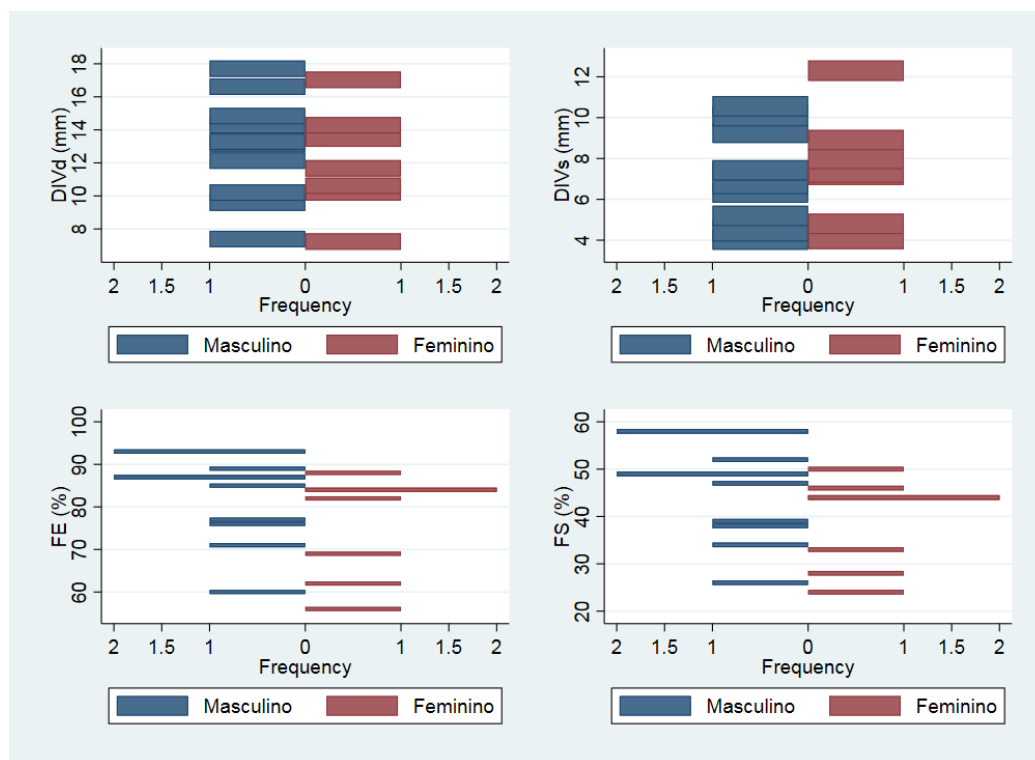 DIVd (mm)
18
16
14
12
10
8
2 1.5 1 0 1 1.5 2
Frequency
Masculino Feminino
DIVs (mm)
12
10
8
6
4
2 1.5 1 0 1 1.5 2
Frequency
Masculino Feminino
FE (%)
100
90
80
70
60
2 1.5 1 0 1 1.5 2
Frequency
Masculino Feminino
FS (%)
60
50
40
30
20
2 1.5 1 0 1 1.5 2
Frequency
Masculino Feminino